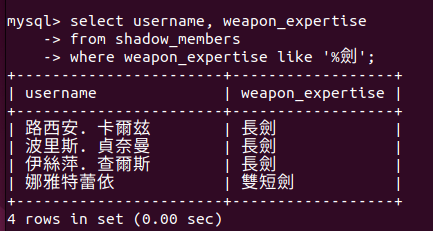 mysql> select username, weapon_expertise
    -> from shadow_members
    -> where weapon_expertise like '%劍';
+-----------------------+------------------+
| username              | weapon_expertise |
+-----------------------+------------------+
| 路西安. 卡爾茲 | 長劍 |
| 波里斯. 貞奈曼 | 長劍 |
| 伊絲萍. 查爾斯 | 長劍 |
| 娜雅特蕾依 | 雙短劍 |
+-----------------------+------------------+
4 rows in set (0.00 sec)